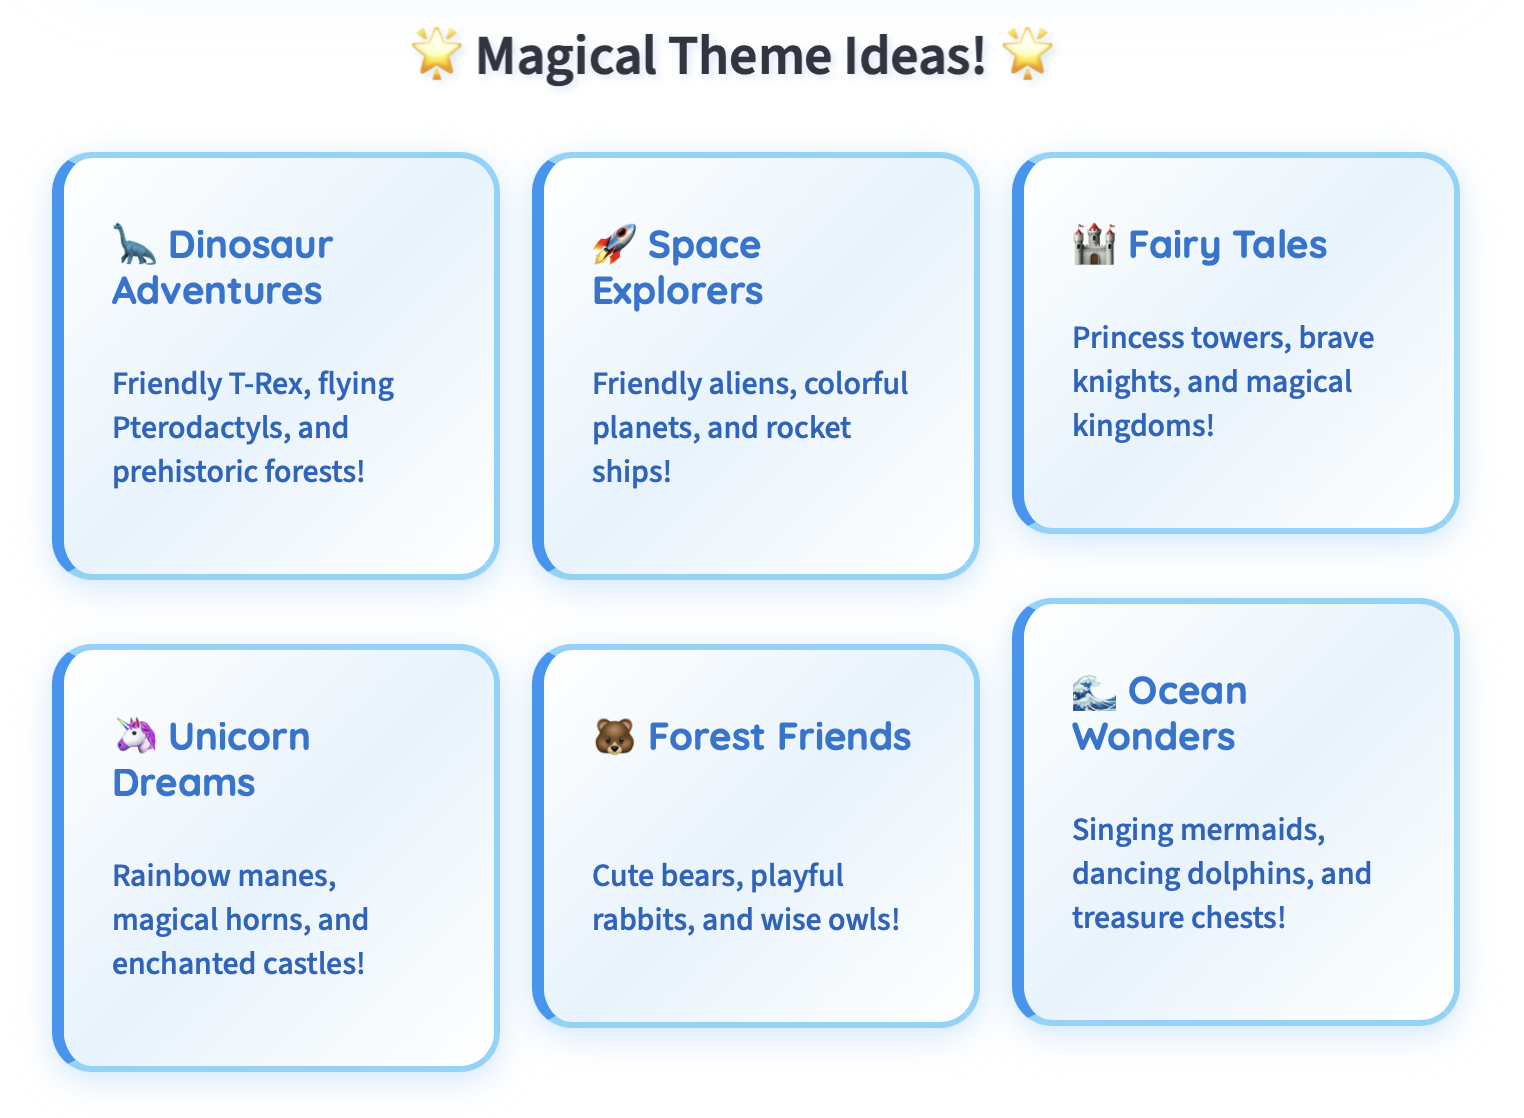 🌟 Magical Theme Ideas! 🌟
🦕 Dinosaur
Adventures
Friendly T-Rex, flying
Pterodactyls, and
prehistoric forests!
🚀 Space
Explorers
Friendly aliens, colorful
planets, and rocket
ships!
🏰 Fairy Tales
Princess towers, brave
knights, and magical
kingdoms!
🦄 Unicorn
Dreams
Rainbow manes,
magical horns, and
enchanted castles!
🐻 Forest Friends
Cute bears, playful
rabbits, and wise owls!
🌊 Ocean
Wonders
Singing mermaids,
dancing dolphins, and
treasure chests!